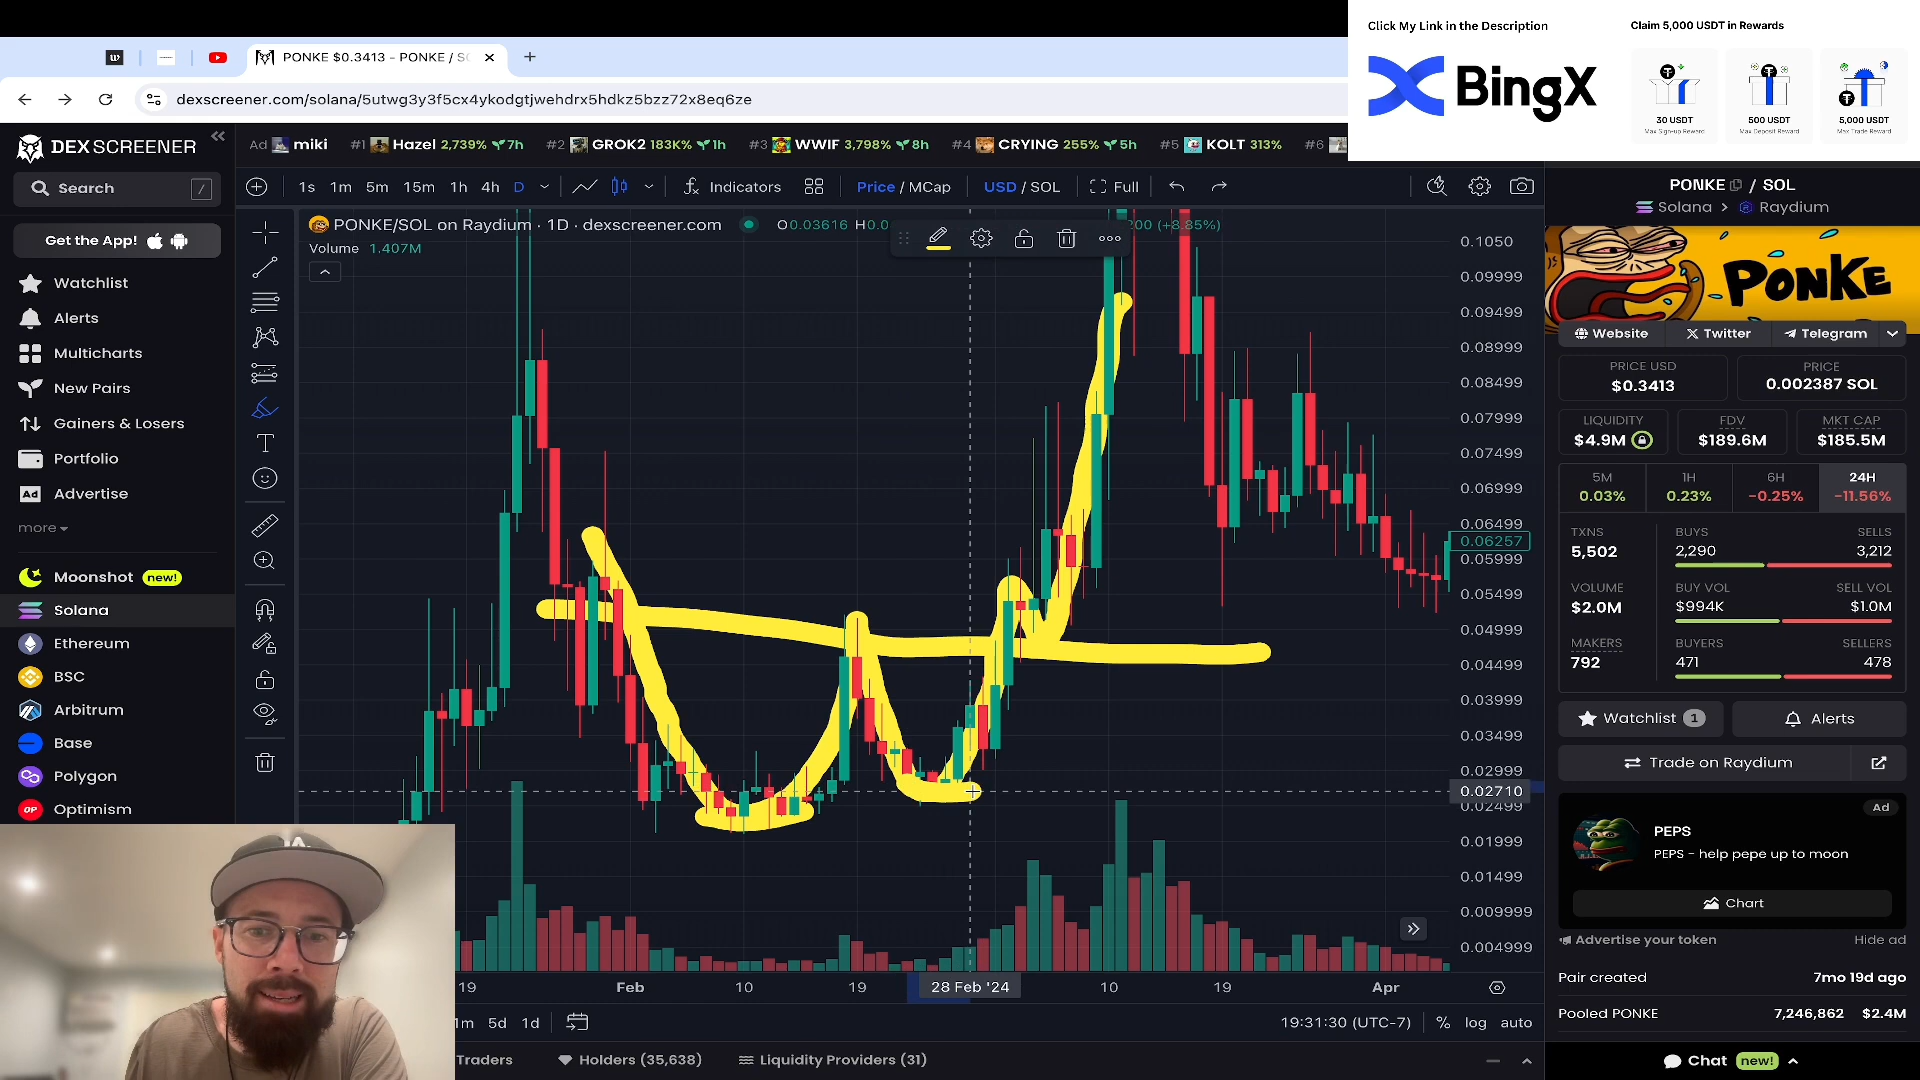 Click My Link in the Description
Claim 5,000 USDT in Rewards
BingX
30 USDT
Max Sign-up Reward
500 USDT
Max Deposit Reward
5,000 USDT
Max Trade Reward
PONKE $0.3413 - PONKE / S
dexscreener.com/solana/5utwg3y3f5cx4ykodgtjwehdrx5hdkz5bzz72x8eq6ze
DEX SCREENER
Ad miki #1 Hazel 2,739% 7h #2 GROK2 183K% 1h #3 WWIF 3,798% 8h #4 CRYING 255% 5h #5 KOLT 313% #6
Search /
Get the App!
Watchlist
Alerts
Multicharts
New Pairs
Gainers & Losers
Portfolio
Ad Advertise
more
Moonshot new!
Solana
Ethereum
BSC
Arbitrum
Base
Polygon
OP Optimism
1s 1m 5m 15m 1h 4h D Indicators Price / MCap USD / SOL Full
PONKE/SOL on Raydium · 1D · dexscreener.com O0.03616 H0.0 200 (+8.85%)
Volume 1.407M
0.1050
0.09999
0.09499
0.08999
0.08499
0.07999
0.07499
0.06999
0.06499
0.06257
0.05999
0.05499
0.04999
0.04499
0.03999
0.03499
0.02999
0.02710
0.02499
0.01999
0.01499
0.009999
0.004999
19 Feb 10 19 28 Feb '24 10 19 Apr
1m 5d 1d
19:31:30 (UTC-7) % log auto
Traders Holders (35,638) Liquidity Providers (31)
PONKE / SOL
Solana > Raydium
PONKE
Website Twitter Telegram
PRICE USD
$0.3413
PRICE
0.002387 SOL
LIQUIDITY
$4.9M
FDV
$189.6M
MKT CAP
$185.5M
5M
0.03%
1H
0.23%
6H
-0.25%
24H
-11.56%
TXNS
5,502
BUYS
2,290
SELLS
3,212
VOLUME
$2.0M
BUY VOL
$994K
SELL VOL
$1.0M
MAKERS
792
BUYERS
471
SELLERS
478
Watchlist 1
Alerts
Trade on Raydium
Ad
PEPS
PEPS - help pepe up to moon
Chart
Advertise your token Hide ad
Pair created 7mo 19d ago
Pooled PONKE 7,246,862 $2.4M
Chat new!